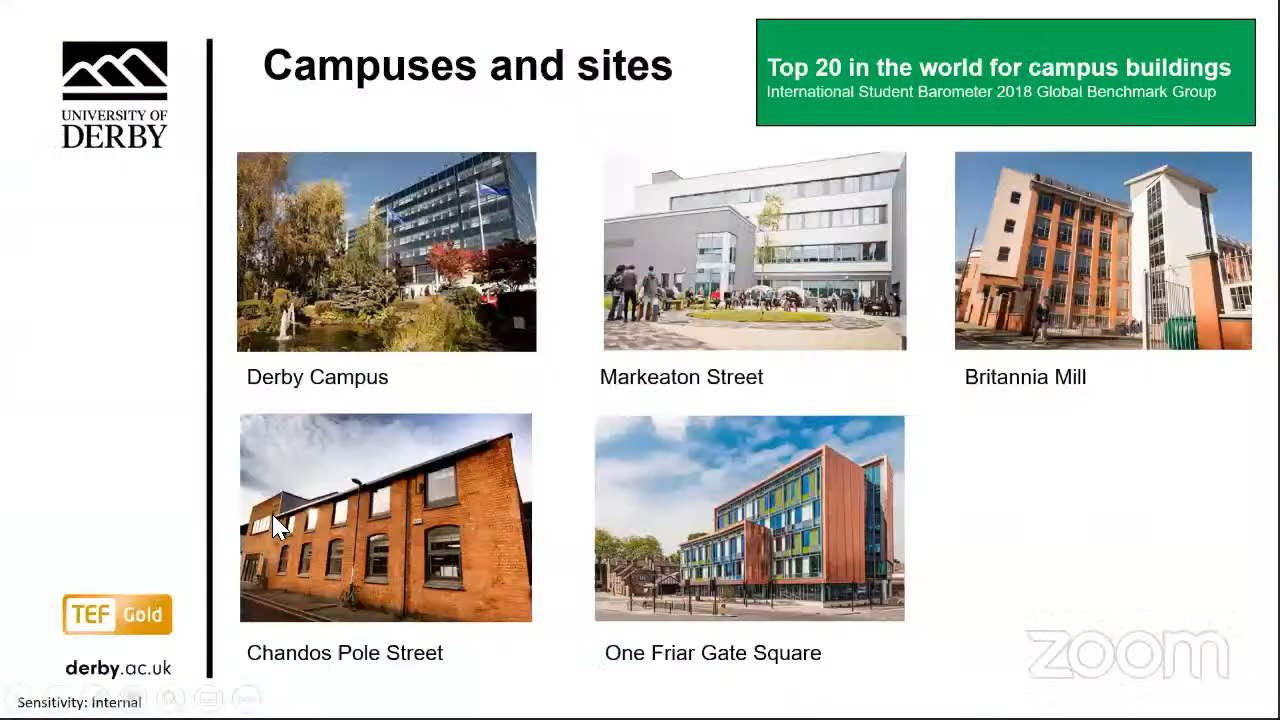 UNIVERSITY OF
DERBY
Campuses and sites
Top 20 in the world for campus buildings
International Student Barometer 2018 Global Benchmark Group
Derby Campus
Markeaton Street
Britannia Mill
Chandos Pole Street
One Friar Gate Square
TEF Gold
derby.ac.uk
Sensitivity: Internal
zoom